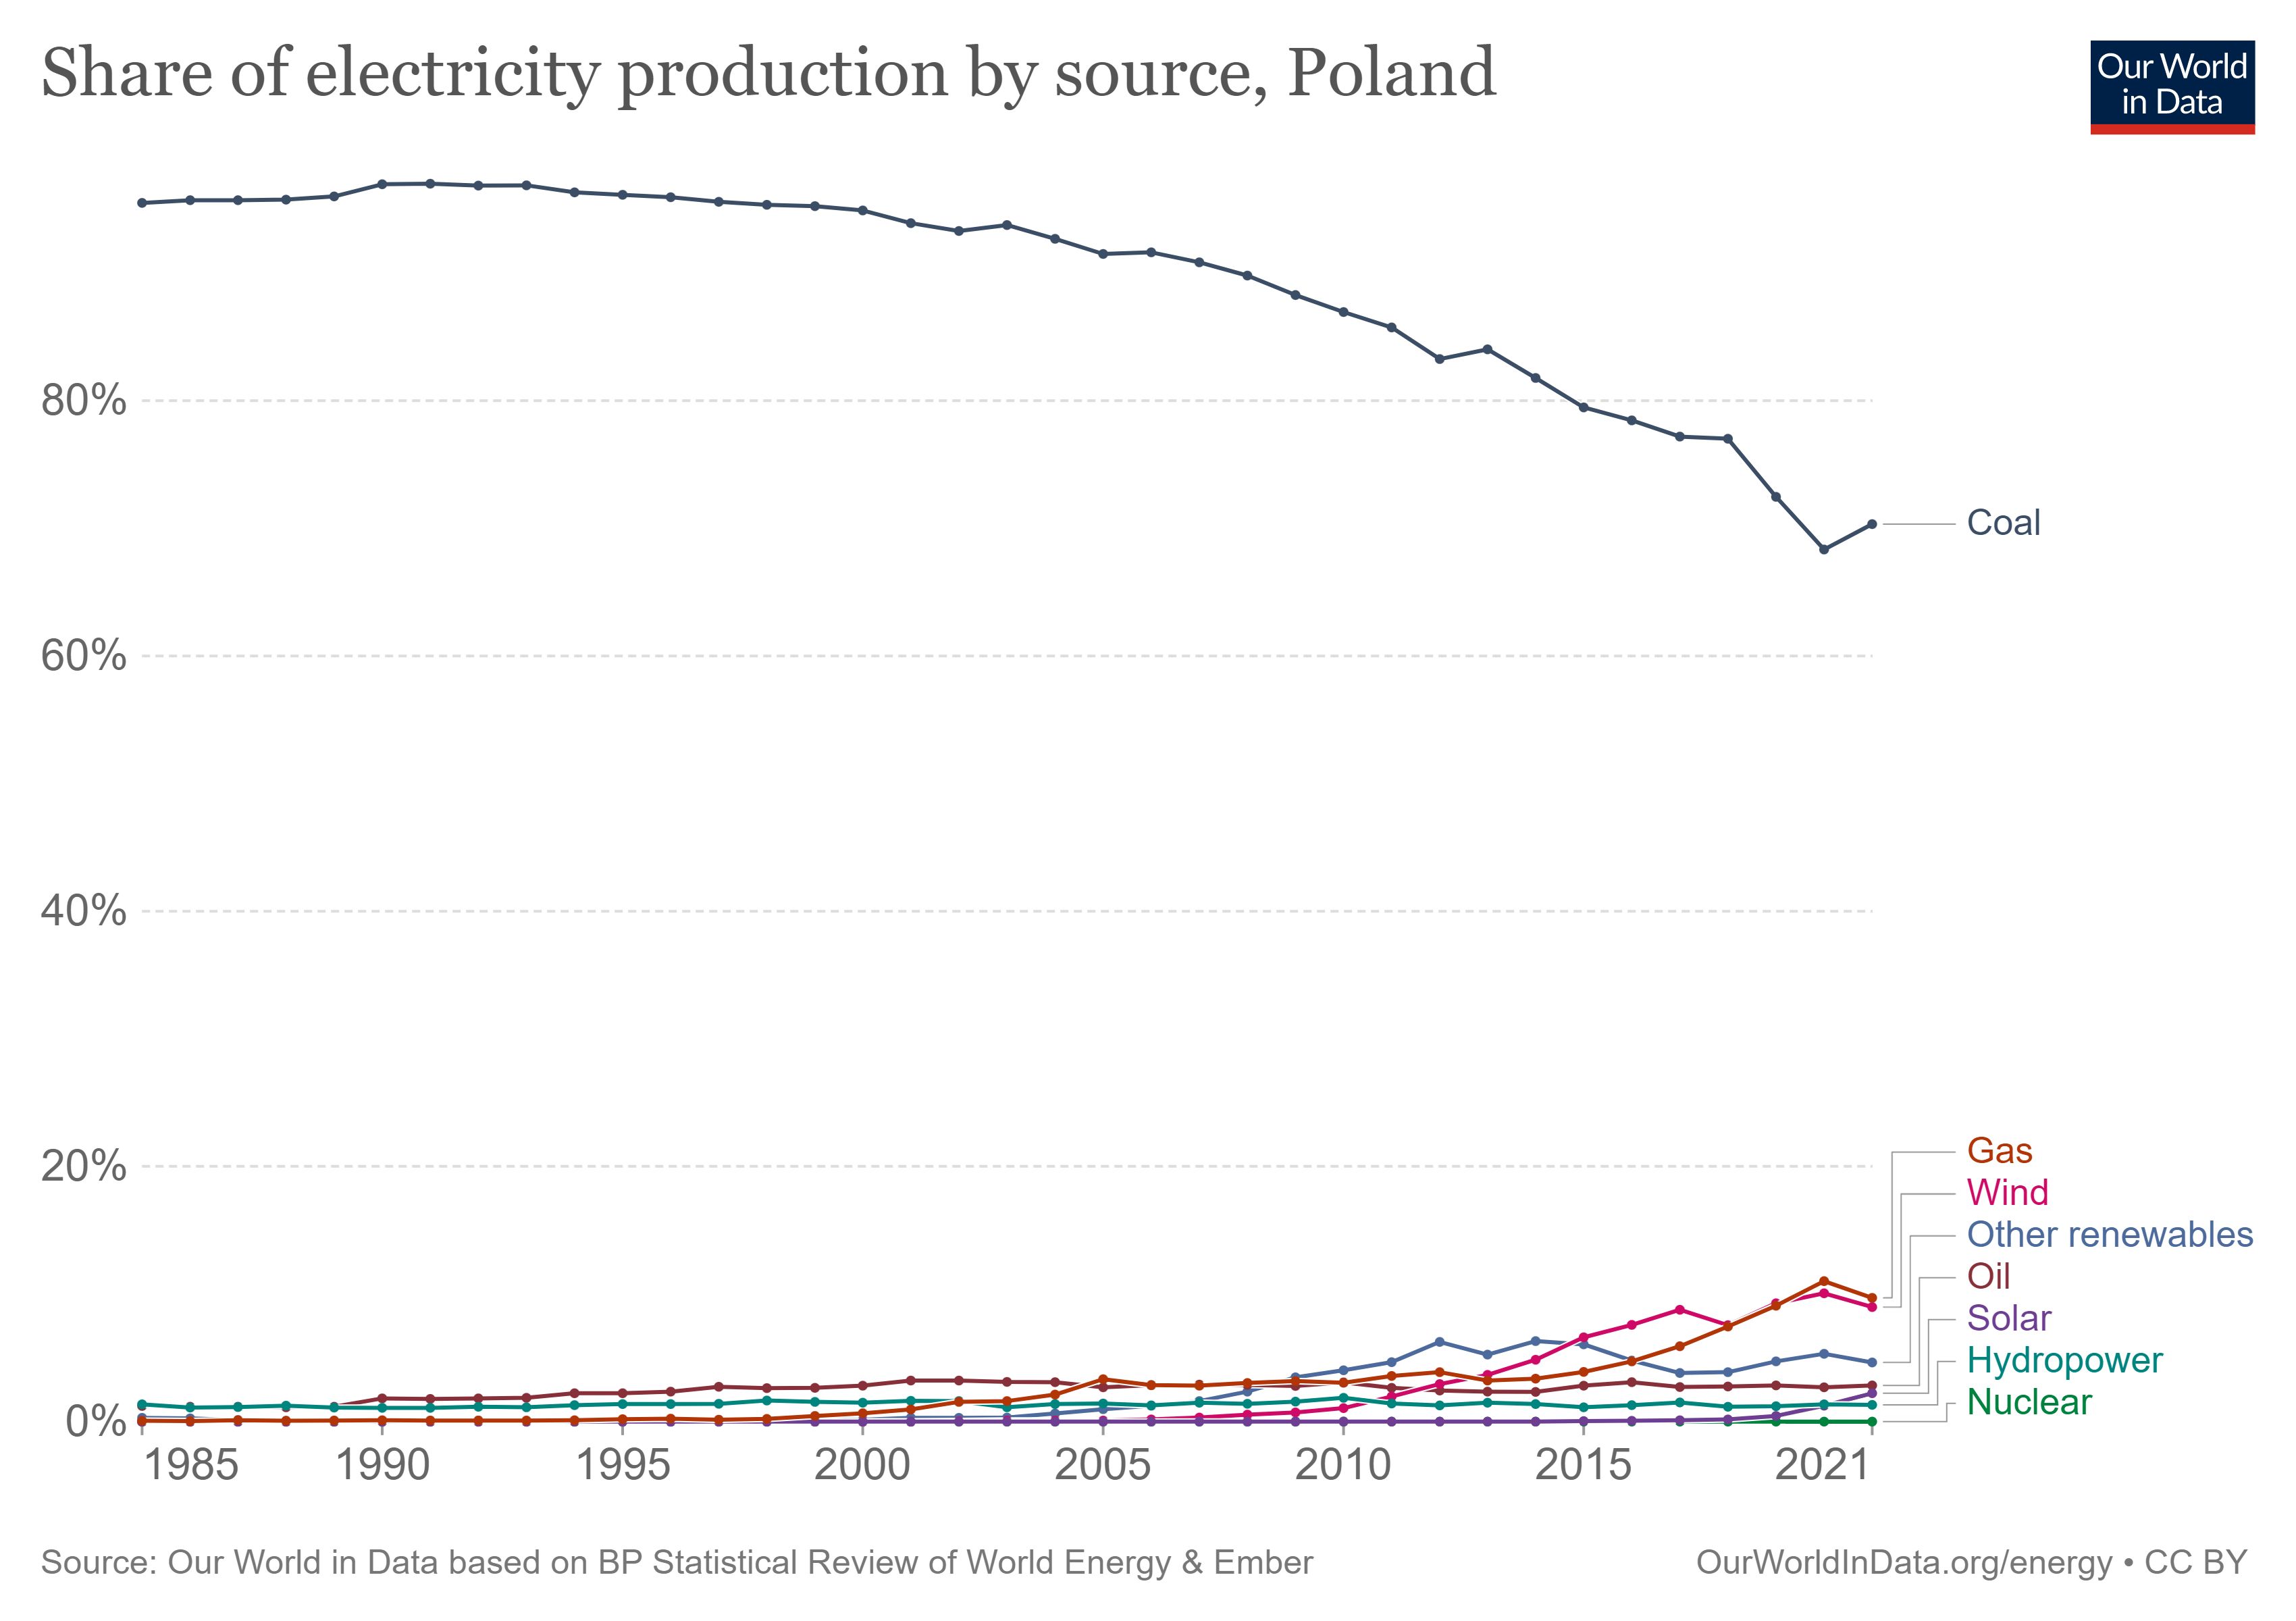 Share of electricity production by source, Poland
Our World
in Data
80%
60%
40%
20%
0%
Coal
Gas
Wind
Other renewables
Oil
Solar
Hydropower
Nuclear
1985 1990 1995 2000 2005 2010 2015 2021
Source: Our World in Data based on BP Statistical Review of World Energy & Ember
OurWorldInData.org/energy • CC BY